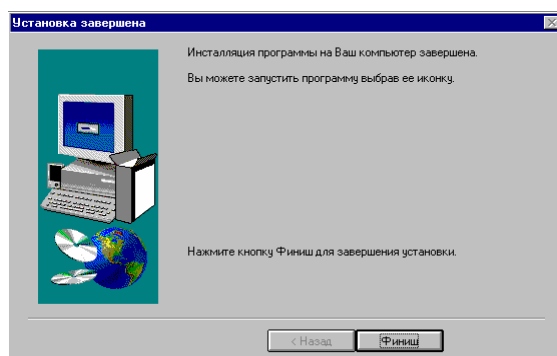 Установка завершена
Инсталляция программы на Ваш компьютер завершена.
Вы можете запустить программу выбрав ее иконку.
Нажмите кнопку Финиш для завершения установки.
< Назад
Финиш